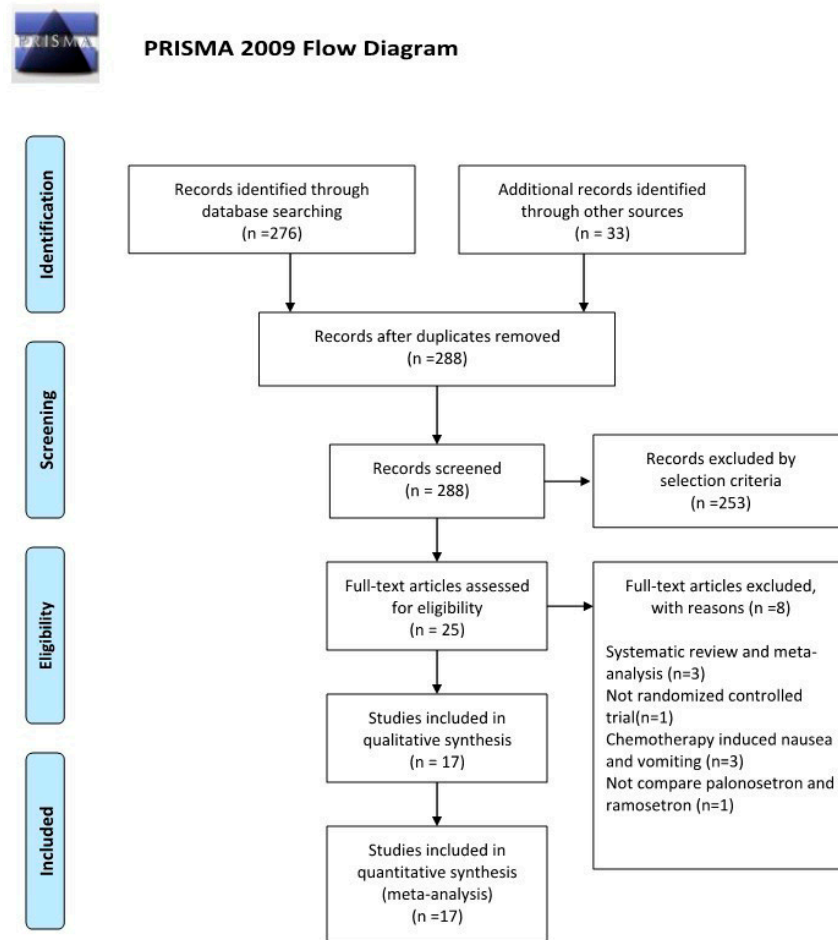 PRISMA
PRISMA 2009 Flow Diagram
Identification
Records identified through
database searching
(n =276)
Additional records identified
through other sources
(n = 33)
Records after duplicates removed
(n =288)
Screening
Records screened
(n = 288)
Records excluded by
selection criteria
(n =253)
Eligibility
Full-text articles assessed
for eligibility
(n = 25)
Full-text articles excluded,
with reasons (n =8)
Systematic review and meta-
analysis (n=3)
Not randomized controlled
trial(n=1)
Chemotherapy induced nausea
and vomiting (n=3)
Not compare palonosetron and
ramosetron (n=1)
Studies included in
qualitative synthesis
(n = 17)
Included
Studies included in
quantitative synthesis
(meta-analysis)
(n =17)